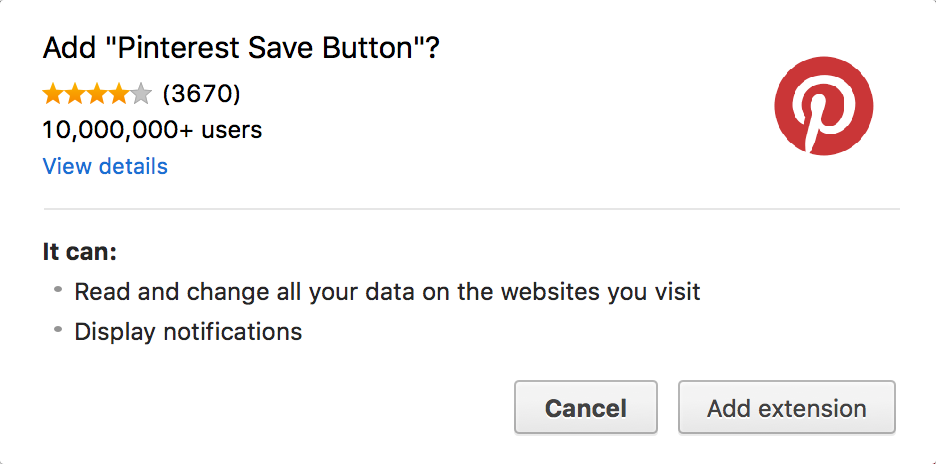 Add "Pinterest Save Button"?
(3670)
10,000,000+ users
View details
It can:
Read and change all your data on the websites you visit
Display notifications
Cancel
Add extension